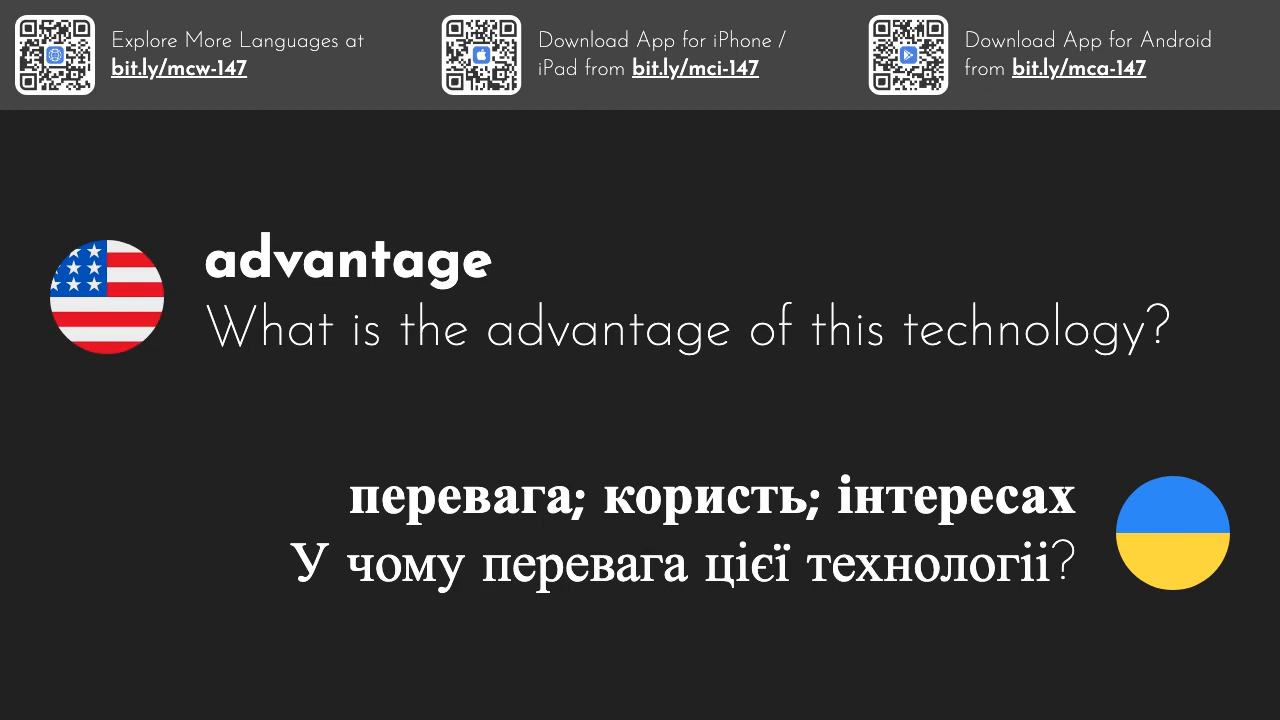 Explore More Languages at
bit.ly/mcw-147
Download App for iPhone /
iPad from bit.ly/mci-147
Download App for Android
from bit.ly/mca-147
advantage
What is the advantage of this technology?
перевага; користь; інтересах
У чому перевага цієї технологіі?